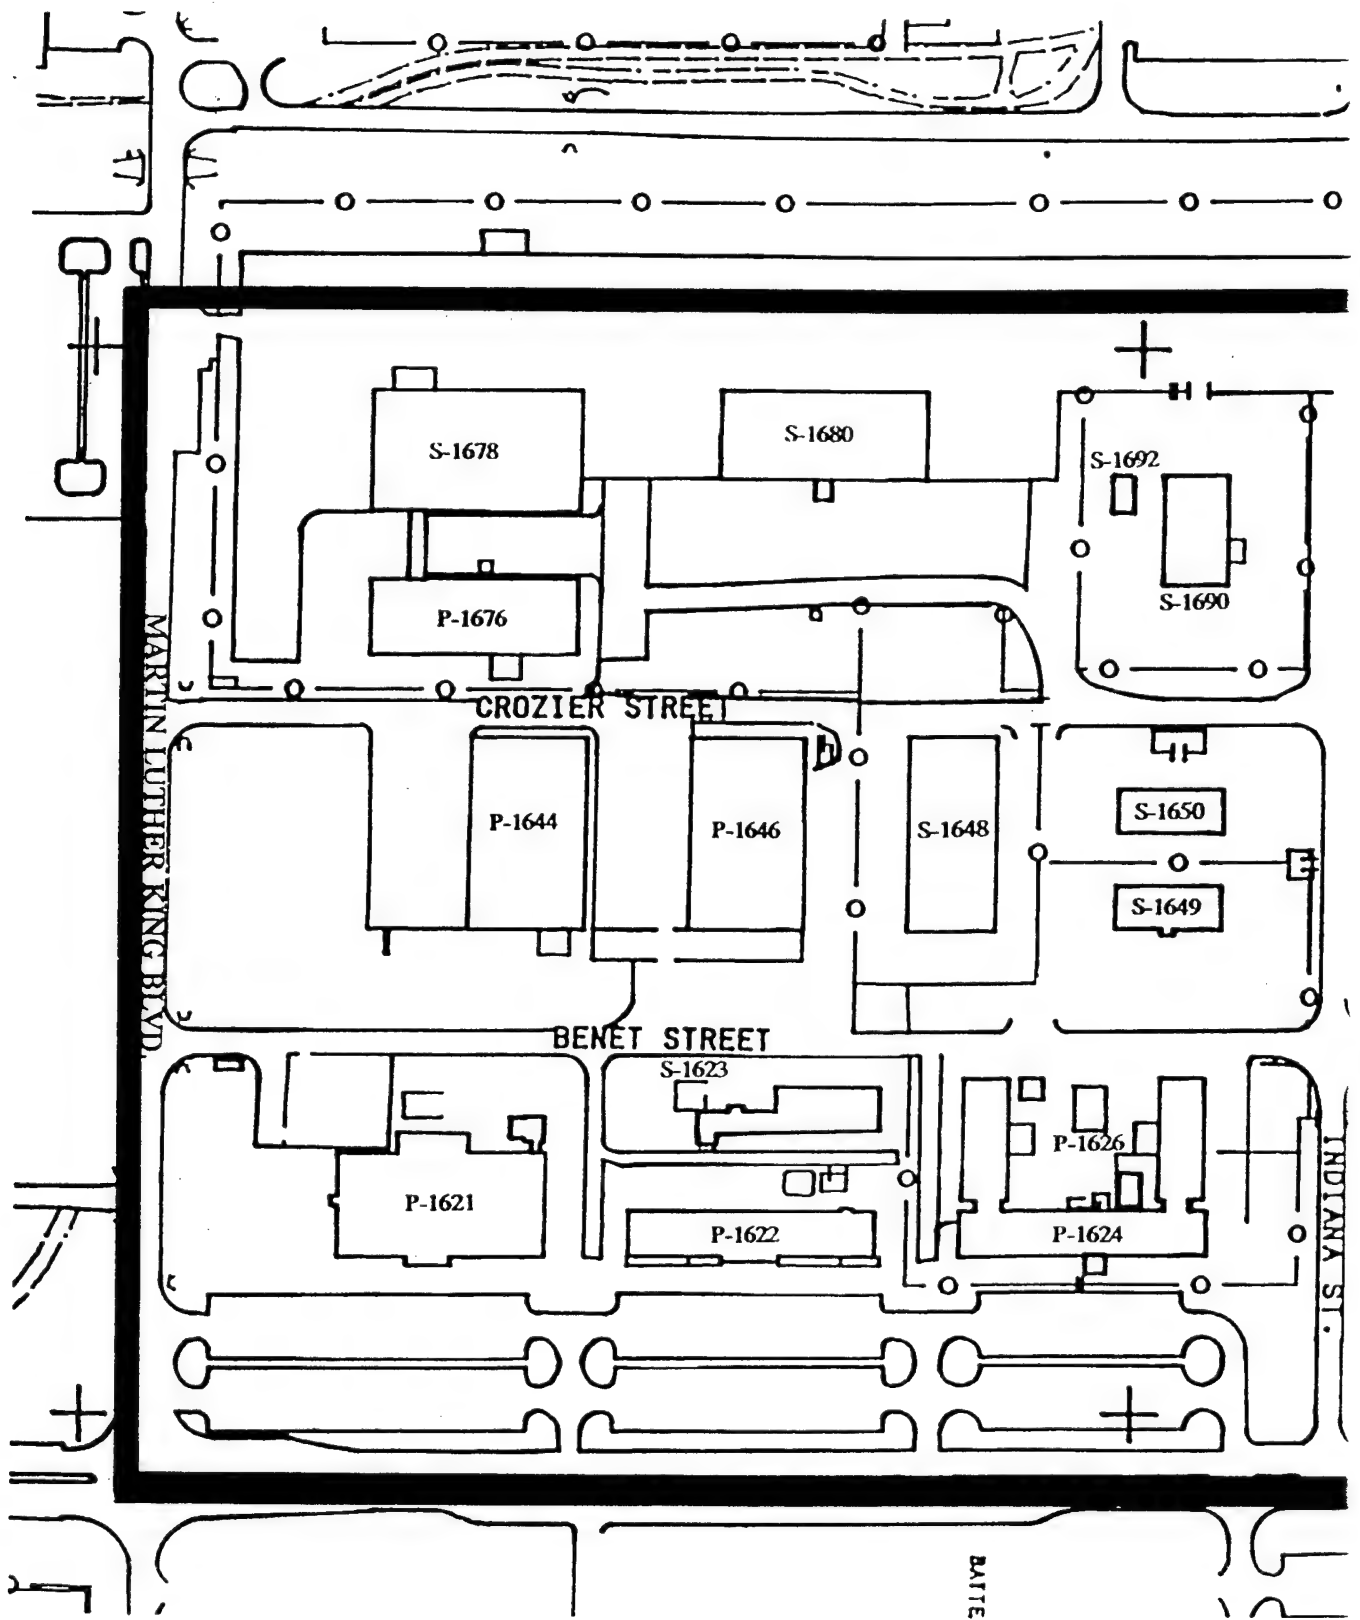 S-1678
S-1680
S-1692
S-1690
P-1676
CROZIER STREET
MARTIN LUTHER KING BLVD.
P-1644
P-1646
S-1648
S-1650
S-1649
BENET STREET
S-1623
P-1621
P-1622
P-1626
P-1624
INDIANA ST.
BATTE